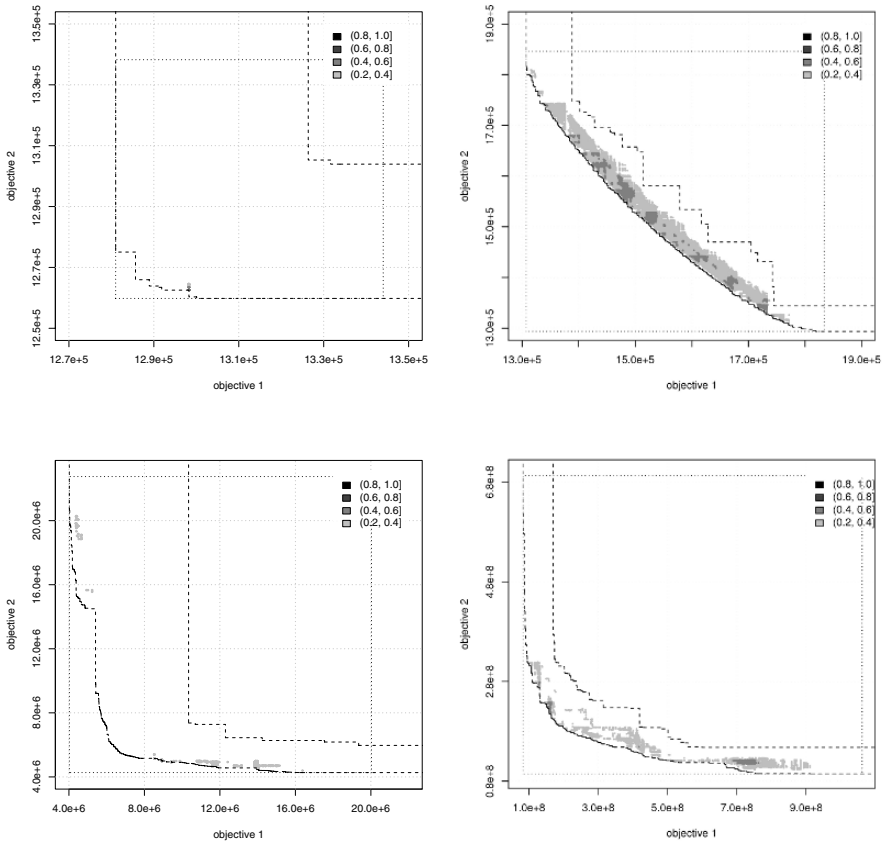 13.5e+5
(0.8, 1.0]
(0.6, 0.8]
(0.4, 0.6]
(0.2, 0.4]
13.3e+5
13.1e+5
objective 2
12.9e+5
12.7e+5
12.5e+5
12.7e+5 12.9e+5 13.1e+5 13.3e+5 13.5e+5
objective 1
19.0e+5
(0.8, 1.0]
(0.6, 0.8]
(0.4, 0.6]
(0.2, 0.4]
17.0e+5
objective 2
15.0e+5
13.0e+5
13.0e+5 15.0e+5 17.0e+5 19.0e+5
objective 1
(0.8, 1.0]
(0.6, 0.8]
(0.4, 0.6]
(0.2, 0.4]
20.0e+6
16.0e+6
objective 2
12.0e+6
8.0e+6
4.0e+6
4.0e+6 8.0e+6 12.0e+6 16.0e+6 20.0e+6
objective 1
6.8e+8
(0.8, 1.0]
(0.6, 0.8]
(0.4, 0.6]
(0.2, 0.4]
4.8e+8
objective 2
2.8e+8
0.8e+8
1.0e+8 3.0e+8 5.0e+8 7.0e+8 9.0e+8
objective 1